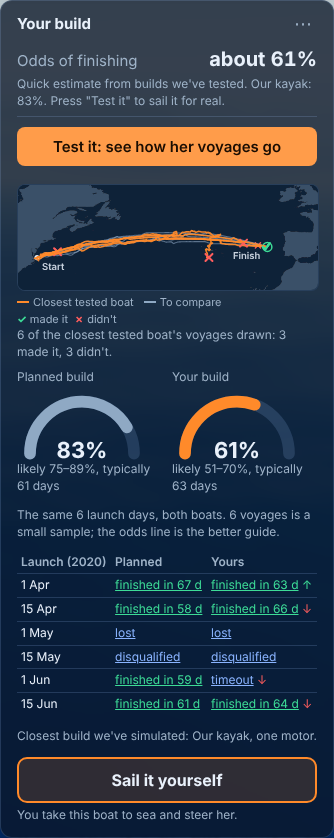 Your build ...
Odds of finishing about 61%
Quick estimate from builds we've tested. Our kayak:
83%. Press "Test it" to sail it for real.
Test it: see how her voyages go
Start
Finish
Closest tested boat To compare
✓ made it × didn't
6 of the closest tested boat's voyages drawn: 3
made it, 3 didn't.
Planned build Your build
83% 61%
likely 75–89%, typically likely 51–70%, typically
61 days 63 days
The same 6 launch days, both boats. 6 voyages is a
small sample; the odds line is the better guide.
Launch (2020) Planned Yours
1 Apr finished in 67 d finished in 63 d ↑
15 Apr finished in 58 d finished in 66 d ↓
1 May lost lost
15 May disqualified disqualified
1 Jun finished in 59 d timeout ↓
15 Jun finished in 61 d finished in 64 d ↓
Closest build we've simulated: Our kayak, one motor.
Sail it yourself
You take this boat to sea and steer her.